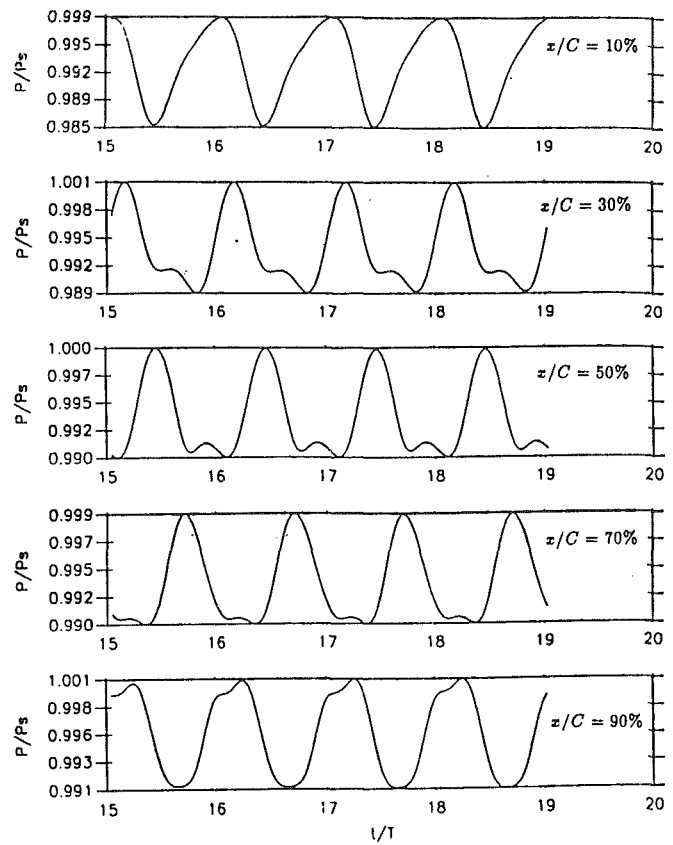 0.999
0.995
0.992
0.989
0.985
P/Ps
x/C = 10%
15 16 17 18 19 20
1.001
0.998
0.995
0.992
0.989
P/Ps
x/C = 30%
15 16 17 18 19 20
1.000
0.997
0.995
0.992
0.990
P/Ps
x/C = 50%
15 16 17 18 19 20
0.999
0.997
0.995
0.992
0.990
P/Ps
x/C = 70%
15 16 17 18 19 20
1.001
0.998
0.996
0.993
0.991
P/Ps
x/C = 90%
15 16 17 18 19 20
t/T